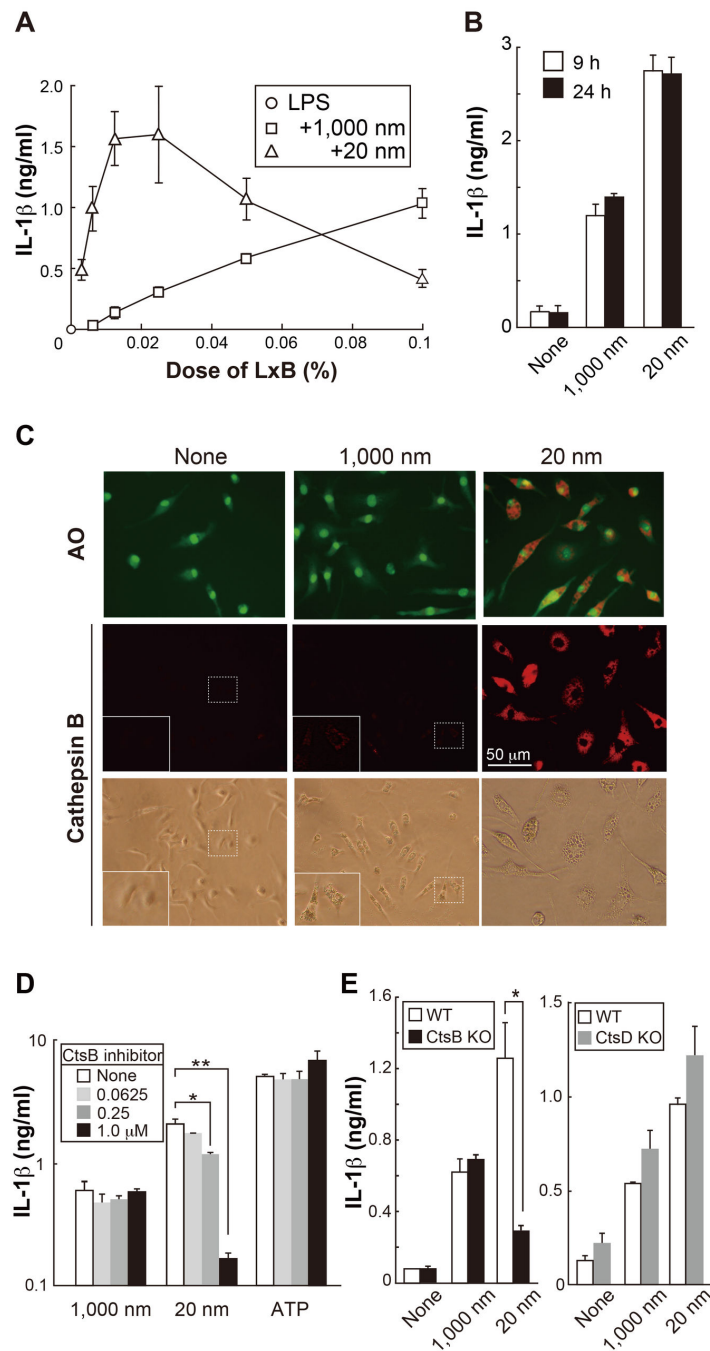 A
IL-1β (ng/ml)
2.0
1.5
1.0
0.5
0
0.02
0.04
0.06
0.08
0.1
Dose of LxB (%)
LPS
+1,000 nm
+20 nm
B
IL-1β (ng/ml)
3
2
1
0
9 h
24 h
None
1,000 nm
20 nm
C
None
1,000 nm
20 nm
AO
Cathepsin B
50 µm
D
IL-1β (ng/ml)
10
1
0.1
CtsB inhibitor
None
0.0625
0.25
1.0 µM
**
*
1,000 nm
20 nm
ATP
E
IL-1β (ng/ml)
1.6
1.2
0.8
0.4
0
WT
CtsB KO
*
None
1,000 nm
20 nm
1.5
1.0
0.5
0
WT
CtsD KO
None
1,000 nm
20 nm